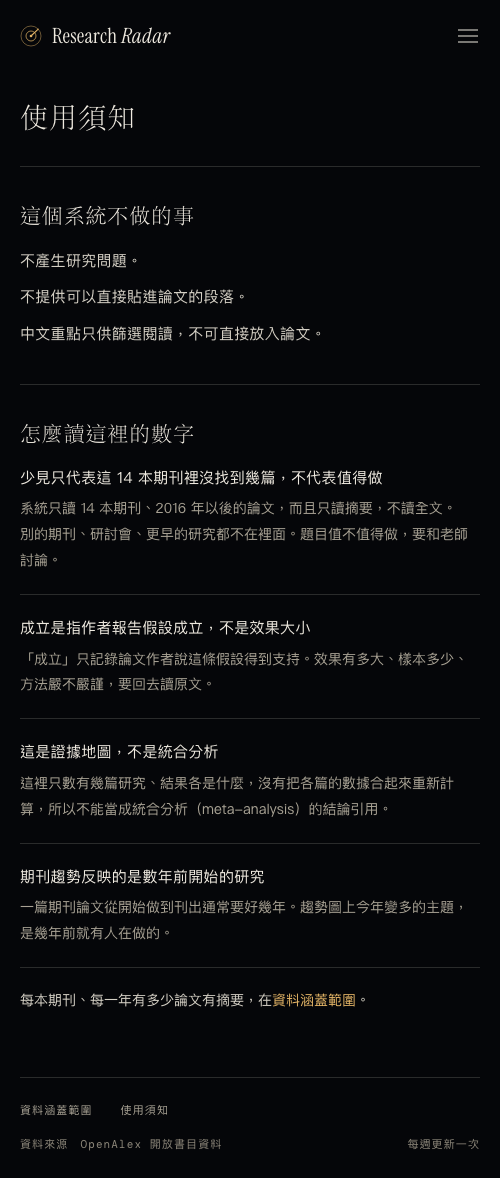 Research Radar
使用須知
這個系統不做的事
不產生研究問題。
不提供可以直接貼進論文的段落。
中文重點只供篩選閱讀，不可直接放入論文。
怎麼讀這裡的數字
少見只代表這 14 本期刊裡沒找到幾篇，不代表值得做
系統只讀 14 本期刊、2016 年以後的論文，而且只讀摘要，不讀全文。
別的期刊、研討會、更早的研究都不在裡面。題目值不值得做，要和老師
討論。
成立是指作者報告假設成立，不是效果大小
「成立」只記錄論文作者說這條假設得到支持。效果有多大、樣本多少、
方法嚴不嚴謹，要回去讀原文。
這是證據地圖，不是統合分析
這裡只數有幾篇研究、結果各是什麼，沒有把各篇的數據合起來重新計
算，所以不能當成統合分析（meta-analysis）的結論引用。
期刊趨勢反映的是數年前開始的研究
一篇期刊論文從開始做到刊出通常要好幾年。趨勢圖上今年變多的主題，
是幾年前就有人在做的。
每本期刊、每一年有多少論文有摘要，在資料涵蓋範圍。
資料涵蓋範圍 使用須知
資料來源 OpenAlex 開放書目資料 每週更新一次